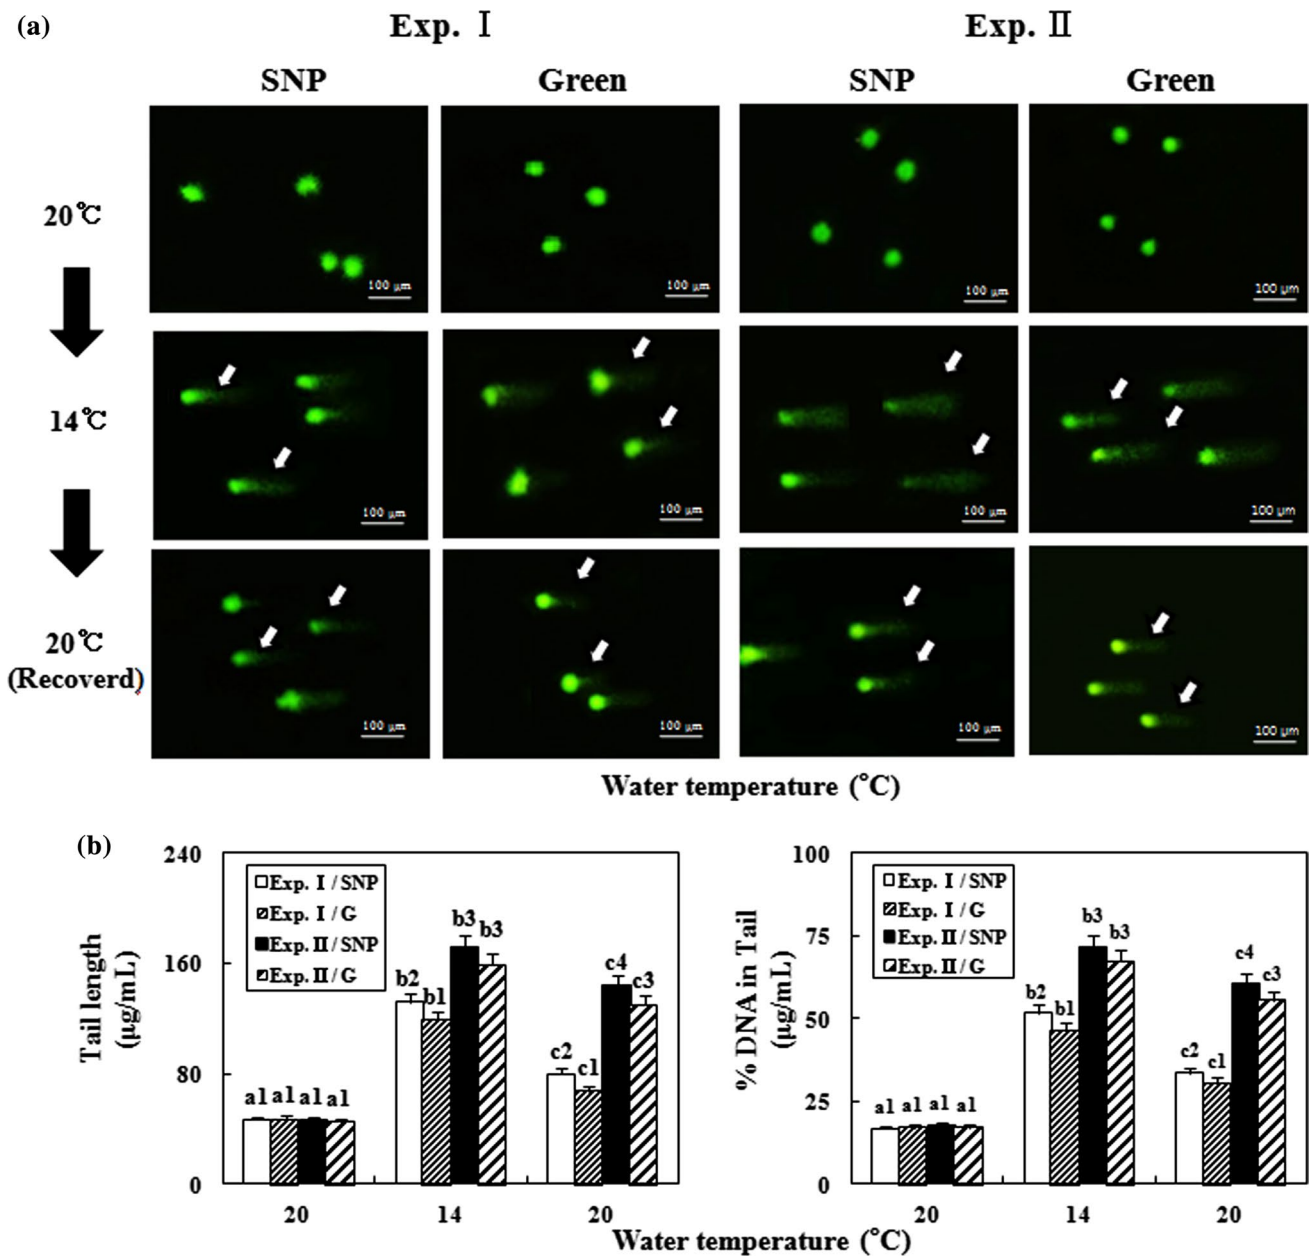 (a)
Exp. Ⅰ
Exp. Ⅱ
SNP
Green
SNP
Green
20℃
100 μm
100 μm
100 μm
100 μm
14℃
100 μm
100 μm
100 μm
100 μm
20℃
(Recoverd)
100 μm
100 μm
100 μm
100 μm
Water temperature (°C)
(b)
Tail length
(μg/mL)
240
160
80
0
Exp. Ⅰ / SNP
Exp. Ⅰ / G
Exp. Ⅱ / SNP
Exp. Ⅱ / G
a1 a1 a1 a1
b2 b1 b3 b3
c2 c1 c4 c3
20 14 20
% DNA in Tail
(μg/mL)
100
75
50
25
0
Exp. Ⅰ / SNP
Exp. Ⅰ / G
Exp. Ⅱ / SNP
Exp. Ⅱ / G
a1 a1 a1 a1
b2 b1 b3 b3
c2 c1 c4 c3
20 14 20
Water temperature (°C)